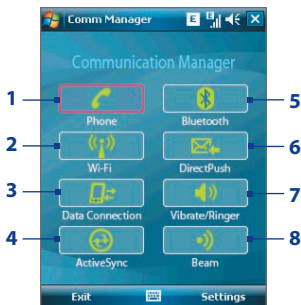 Comm Manager
E
Communication Manager
1
Phone
5
Bluetooth
2
Wi-Fi
6
DirectPush
3
Data Connection
7
Vibrate/Ringer
4
ActiveSync
8
Beam
Exit
Settings